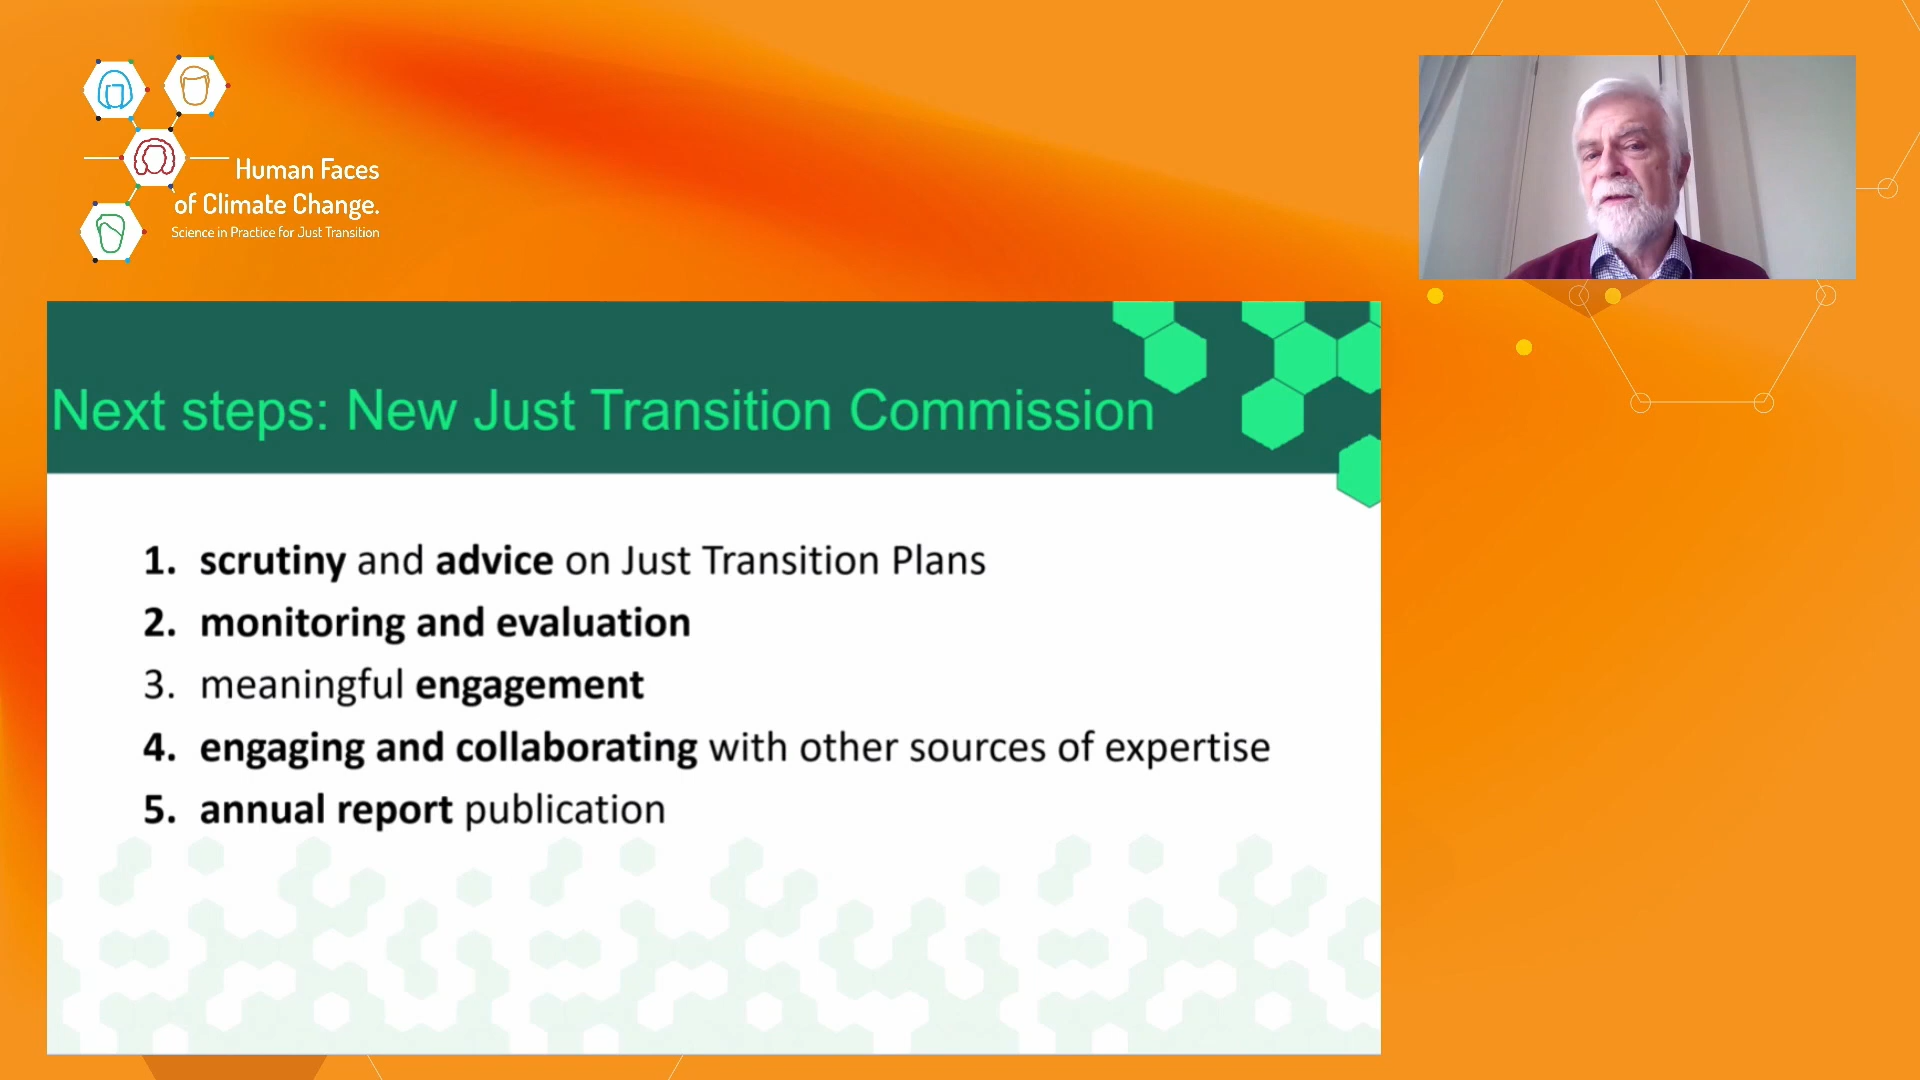 Human Faces
of Climate Change.
Science in Practice for Just Transition
Next steps: New Just Transition Commission
1. scrutiny and advice on Just Transition Plans
2. monitoring and evaluation
3. meaningful engagement
4. engaging and collaborating with other sources of expertise
5. annual report publication